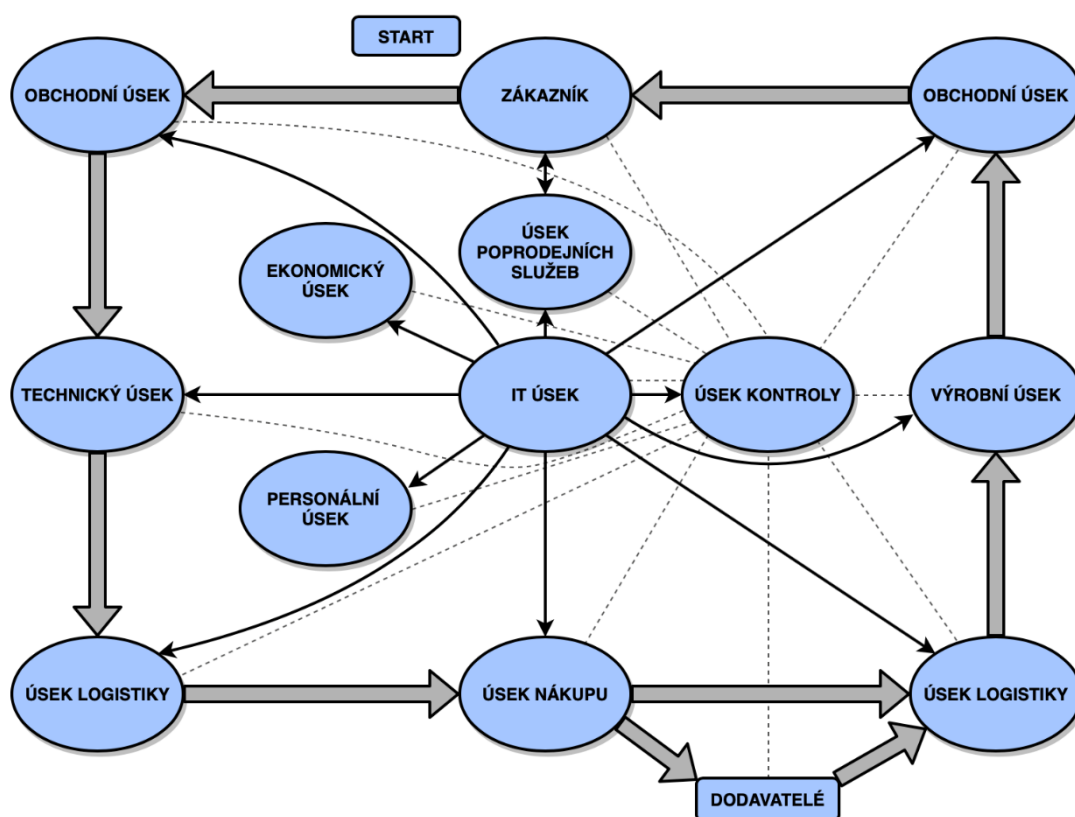 START
OBCHODNÍ ÚSEK
ZÁKAZNÍK
OBCHODNÍ ÚSEK
ÚSEK
POPRODEJNÍCH
SLUŽEB
EKONOMICKÝ
ÚSEK
TECHNICKÝ ÚSEK
IT ÚSEK
ÚSEK KONTROLY
VÝROBNÍ ÚSEK
PERSONÁLNÍ
ÚSEK
ÚSEK LOGISTIKY
ÚSEK NÁKUPU
ÚSEK LOGISTIKY
DODAVATELÉ